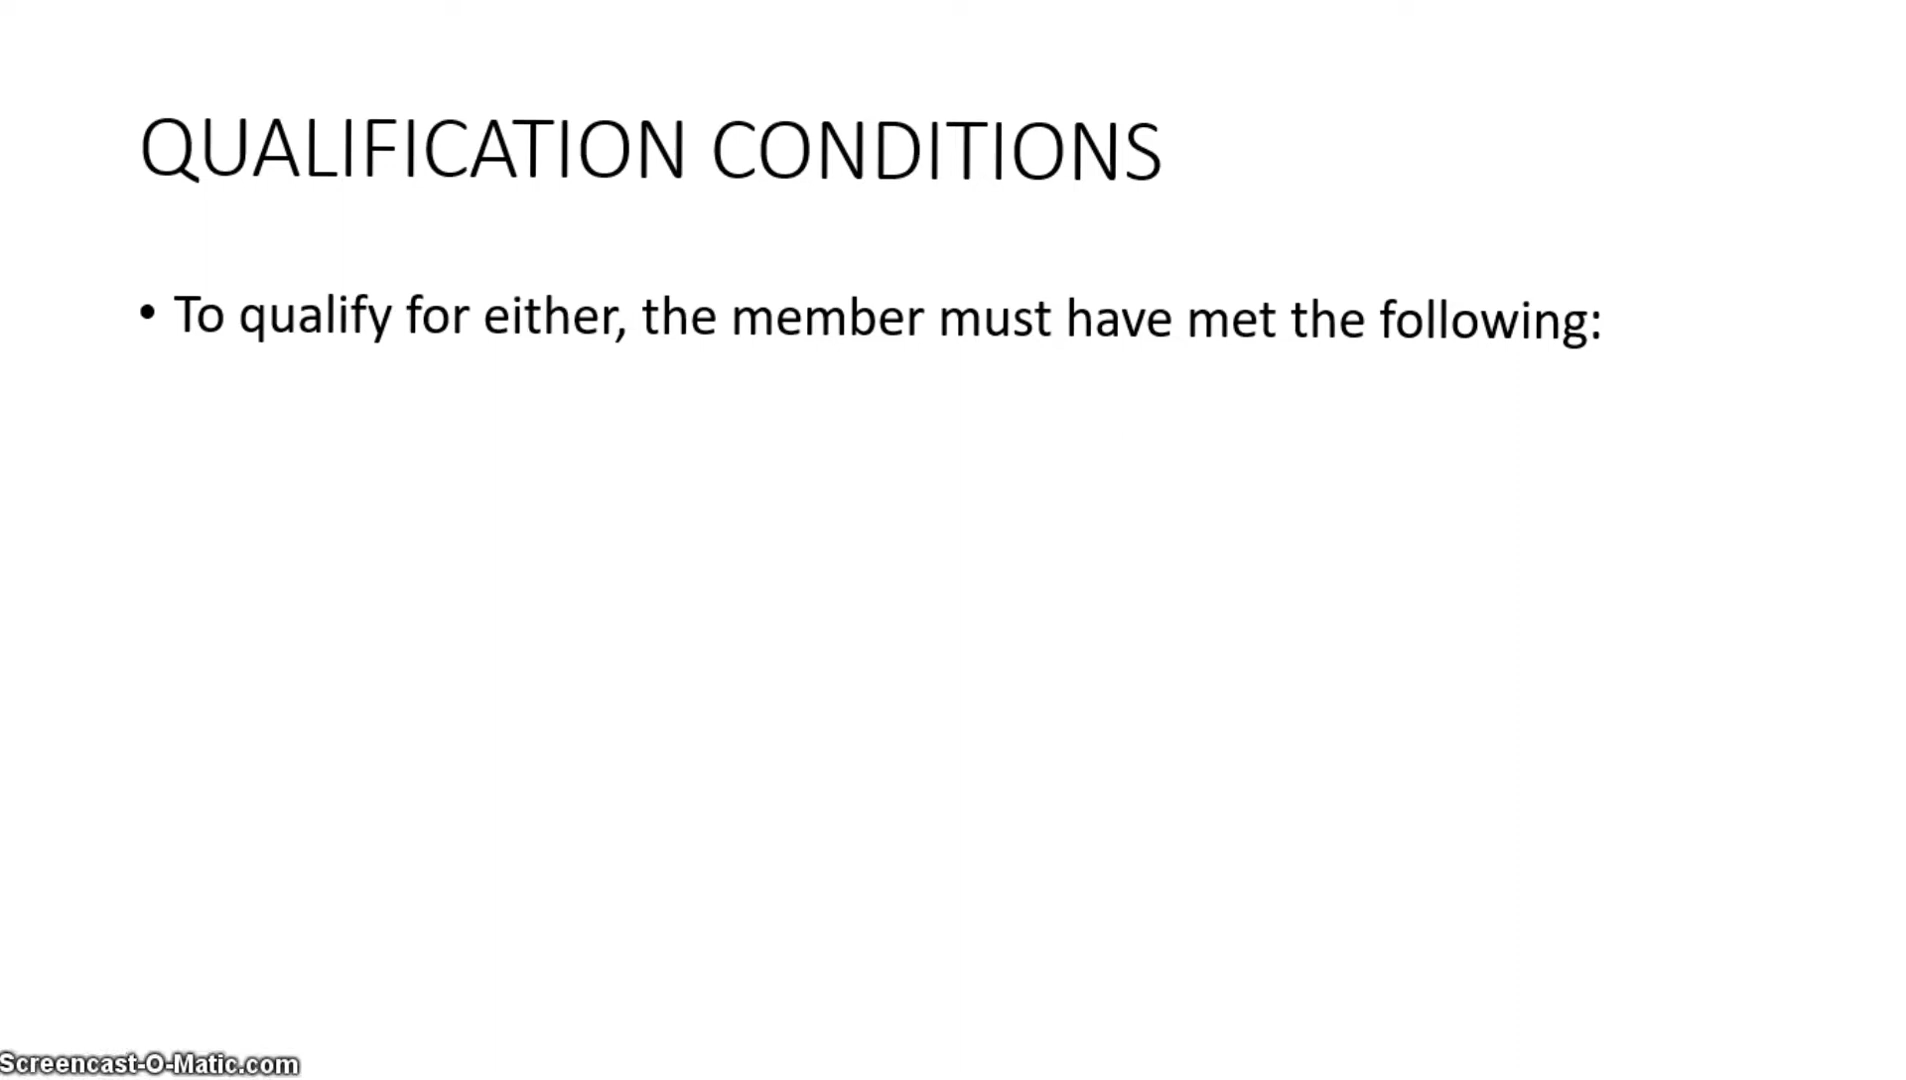 QUALIFICATION CONDITIONS
• To qualify for either, the member must have met the following:
Screencast-O-Matic.com